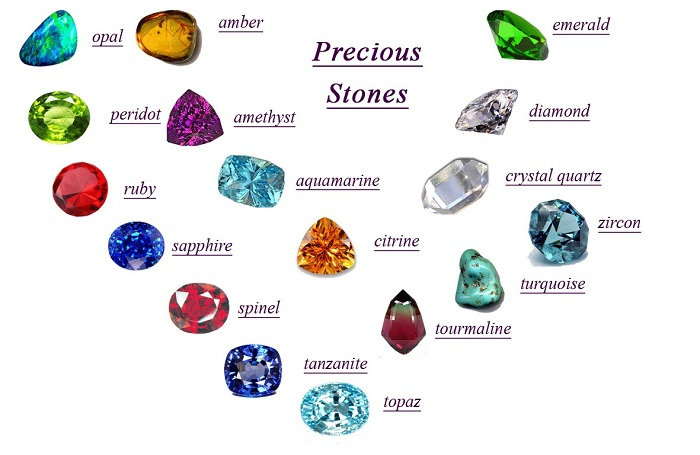 opal
amber
Precious
Stones
emerald
peridot
amethyst
diamond
ruby
aquamarine
crystal quartz
zircon
sapphire
citrine
turquoise
spinel
tourmaline
tanzanite
topaz